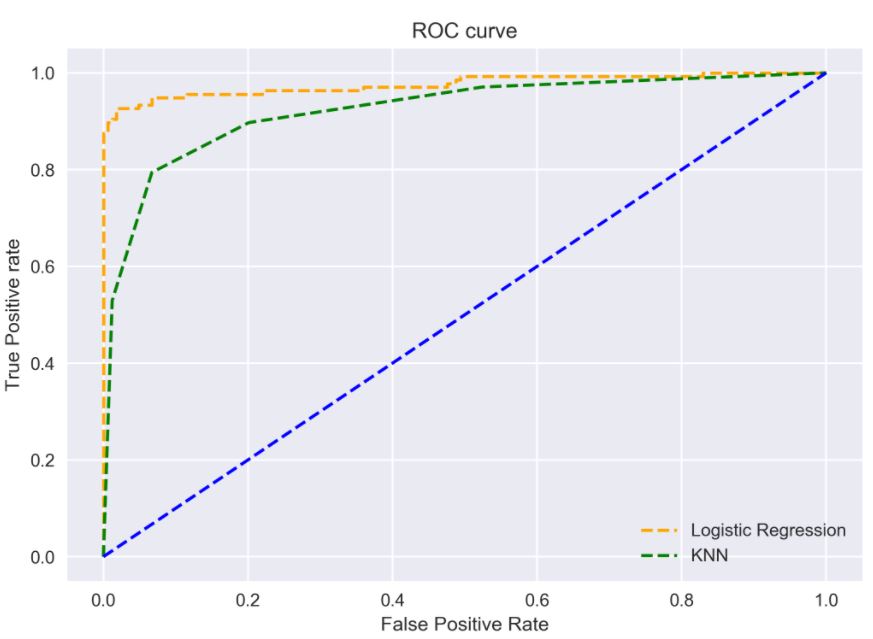 ROC curve
1.0
0.8
0.6
0.4
0.2
0.0
True Positive rate
0.0 0.2 0.4 0.6 0.8 1.0
False Positive Rate
Logistic Regression
KNN